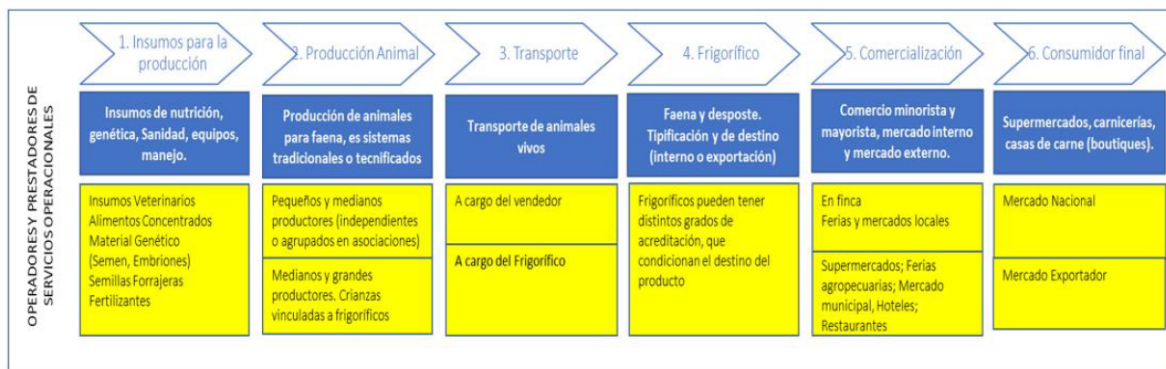 OPERADORES Y PRESTADORES DE
SERVICIOS OPERACIONALES
1. Insumos para la
producción
2. Producción Animal
3. Transporte
4. Frigorífico
5. Comercialización
6. Consumidor final
Insumos de nutrición,
genética, Sanidad, equipos,
manejo.
Producción de animales
para faena, es sistemas
tradicionales o tecnificados
Transporte de animales
vivos
Faena y desposte.
Tipificación y de destino
(interno o exportación)
Comercio minorista y
mayorista, mercado interno
y mercado externo.
Supermercados, carnicerías,
casas de carne (boutiques).
Insumos Veterinarios
Alimentos Concentrados
Material Genético
(Semen, Embriones)
Semillas Forrajeras
Fertilizantes
Pequeños y medianos
productores (independientes
o agrupados en asociaciones)
Medianos y grandes
productores. Crianzas
vinculadas a frigoríficos
A cargo del vendedor
A cargo del Frigorífico
Frigoríficos pueden tener
distintos grados de
acreditación, que
condicionan el destino del
producto
En finca
Ferias y mercados locales
Supermercados; Ferias
agropecuarias; Mercado
municipal, Hoteles;
Restaurantes
Mercado Nacional
Mercado Exportador